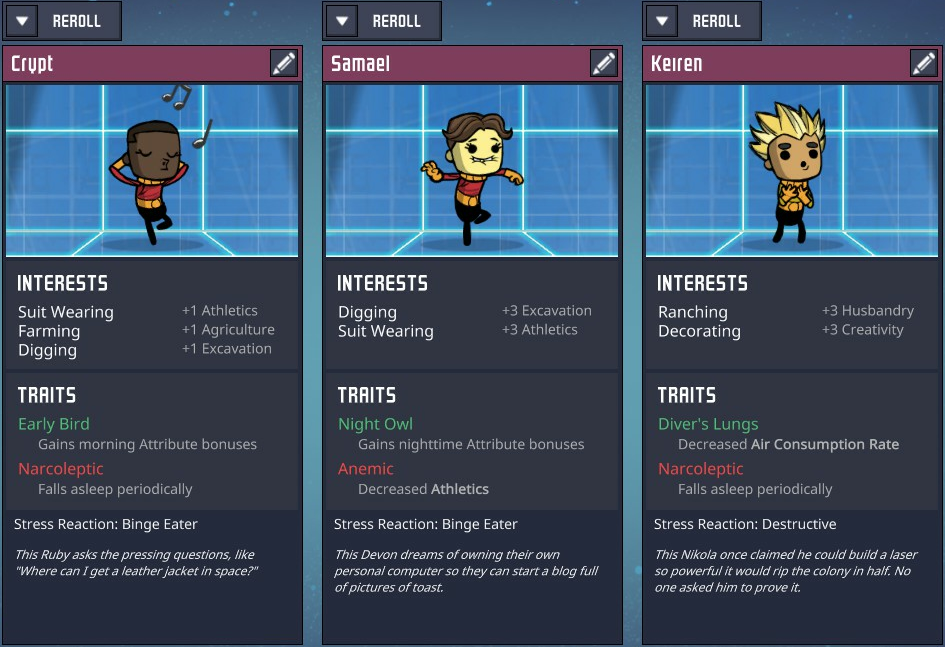 REROLL
Crypt
INTERESTS
Suit Wearing +1 Athletics
Farming +1 Agriculture
Digging +1 Excavation
TRAITS
Early Bird
Gains morning Attribute bonuses
Narcoleptic
Falls asleep periodically
Stress Reaction: Binge Eater
This Ruby asks the pressing questions, like
"Where can I get a leather jacket in space?"
REROLL
Samael
INTERESTS
Digging +3 Excavation
Suit Wearing +3 Athletics
TRAITS
Night Owl
Gains nighttime Attribute bonuses
Anemic
Decreased Athletics
Stress Reaction: Binge Eater
This Devon dreams of owning their own
personal computer so they can start a blog full
of pictures of toast.
REROLL
Keiren
INTERESTS
Ranching +3 Husbandry
Decorating +3 Creativity
TRAITS
Diver's Lungs
Decreased Air Consumption Rate
Narcoleptic
Falls asleep periodically
Stress Reaction: Destructive
This Nikola once claimed he could build a laser
so powerful it would rip the colony in half. No
one asked him to prove it.